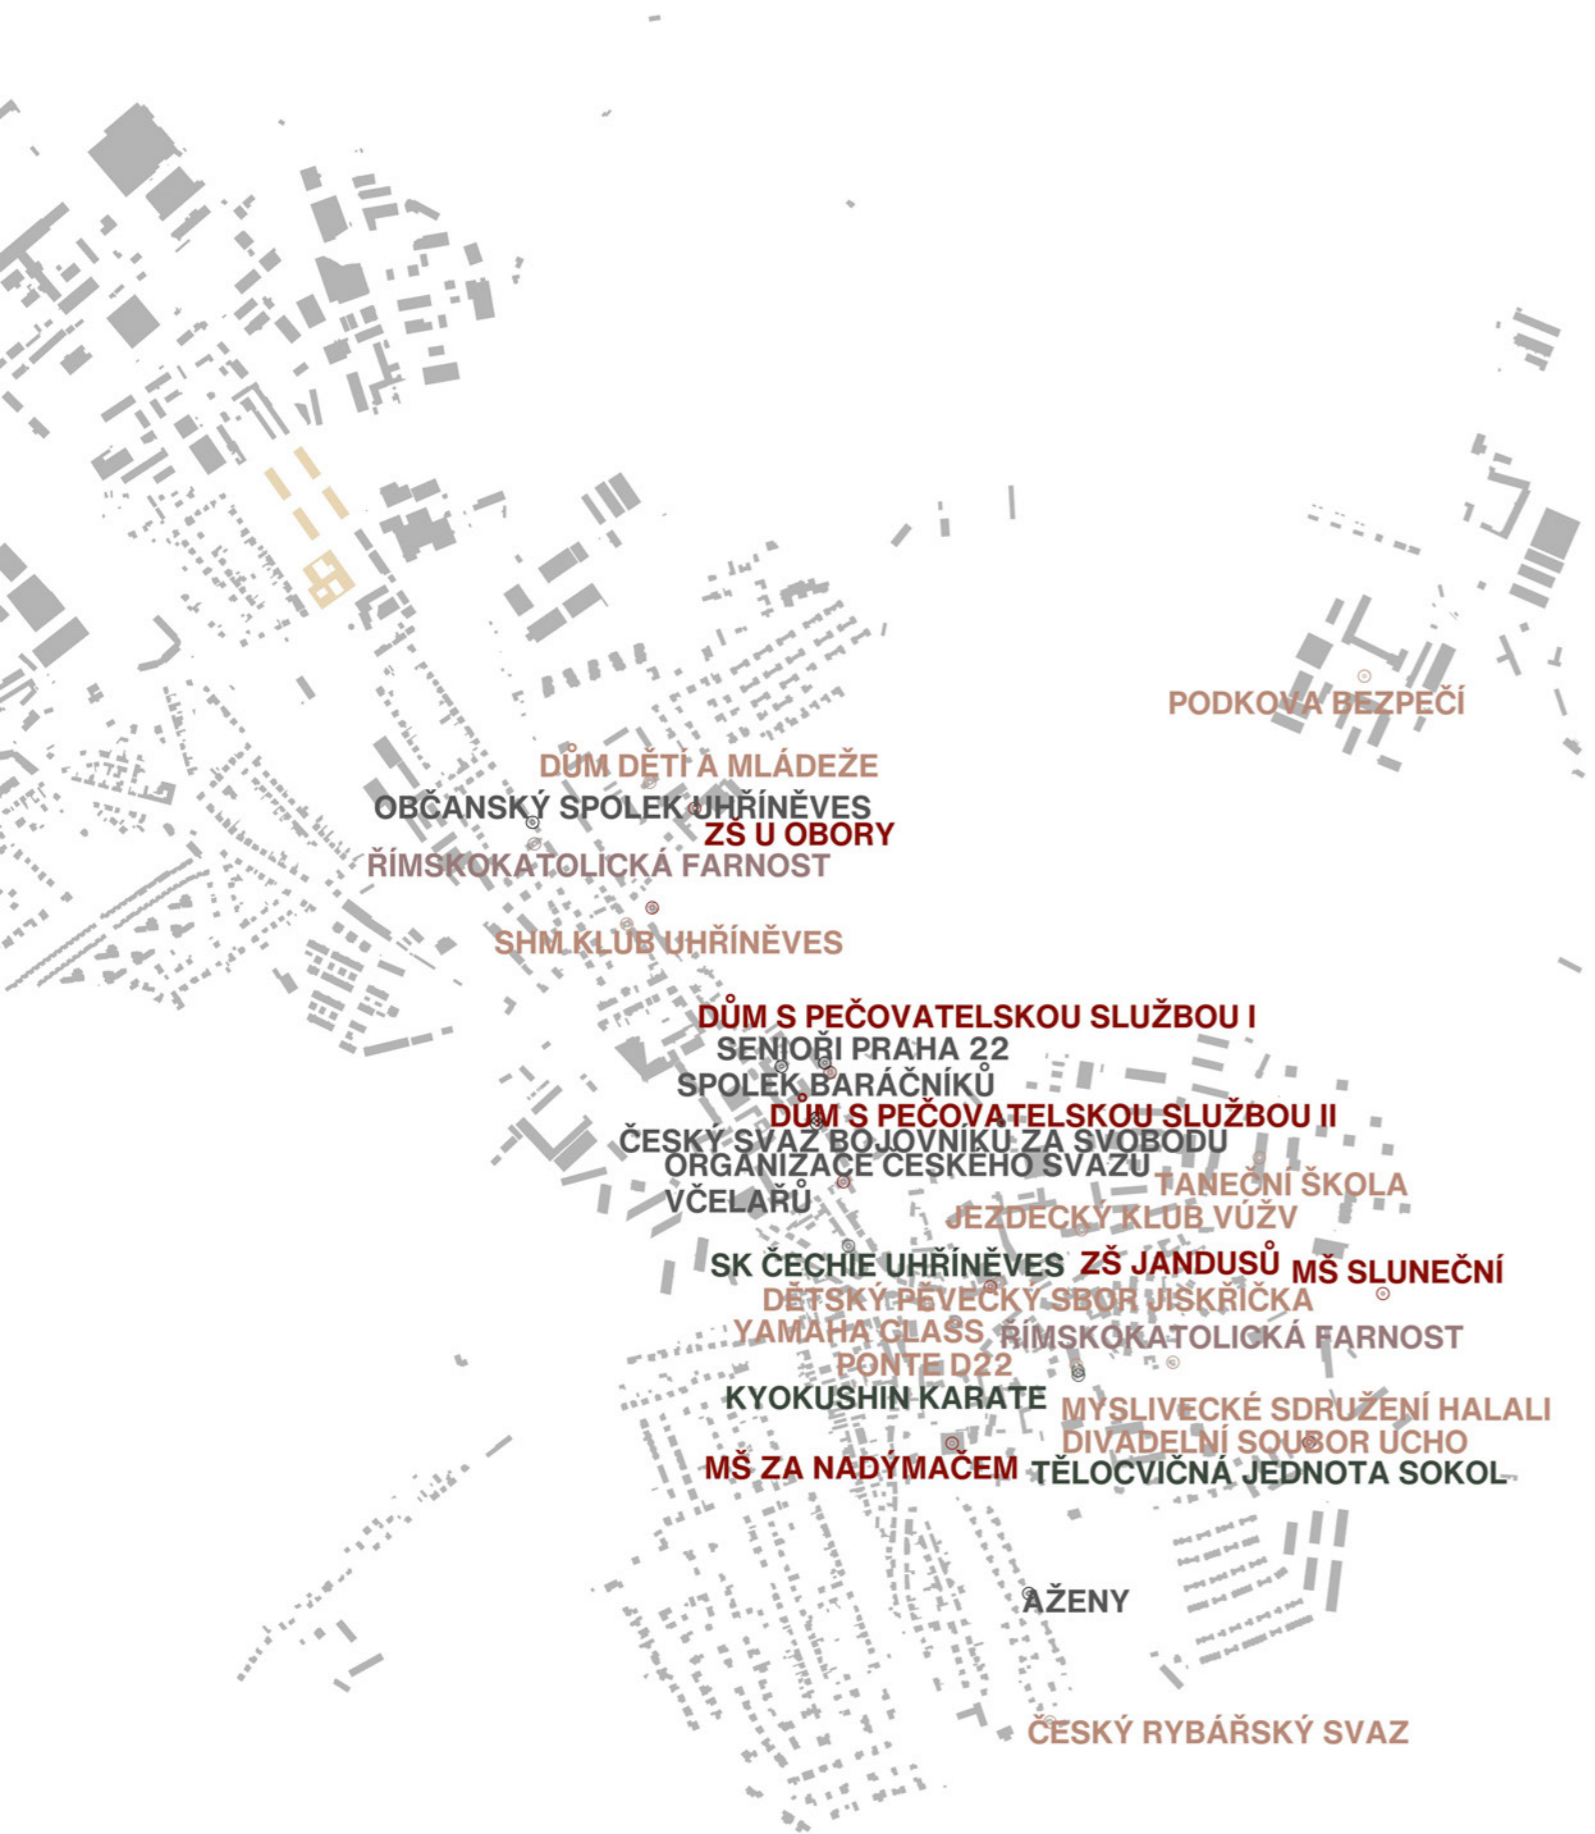 PODKOVA BEZPEČÍ
DŮM DĚTÍ A MLÁDEŽE
OBČANSKÝ SPOLEK UHŘÍNĚVES
ZŠ U OBORY
ŘÍMSKOKATOLICKÁ FARNOST
SHM KLUB UHŘÍNĚVES
DŮM S PEČOVATELSKOU SLUŽBOU I
SENIOŘI PRAHA 22
SPOLEK BARÁČNÍKŮ
DŮM S PEČOVATELSKOU SLUŽBOU II
ČESKÝ SVAZ BOJOVNÍKŮ ZA SVOBODU
ORGANIZACE ČESKÉHO SVAZU
VČELAŘŮ
TANEČNÍ ŠKOLA
JEZDECKÝ KLUB VÚŽV
SK ČECHIE UHŘÍNĚVES
ZŠ JANDUSŮ
MŠ SLUNEČNÍ
DĚTSKÝ PĚVECKÝ SBOR JISKŘIČKA
YAMAHA CLASS
ŘÍMSKOKATOLICKÁ FARNOST
PONTE D22
KYOKUSHIN KARATE
MYSLIVECKÉ SDRUŽENÍ HALALI
DIVADELNÍ SOUBOR UCHO
MŠ ZA NADÝMAČEM
TĚLOCVIČNÁ JEDNOTA SOKOL
AŽENY
ČESKÝ RYBÁŘSKÝ SVAZ